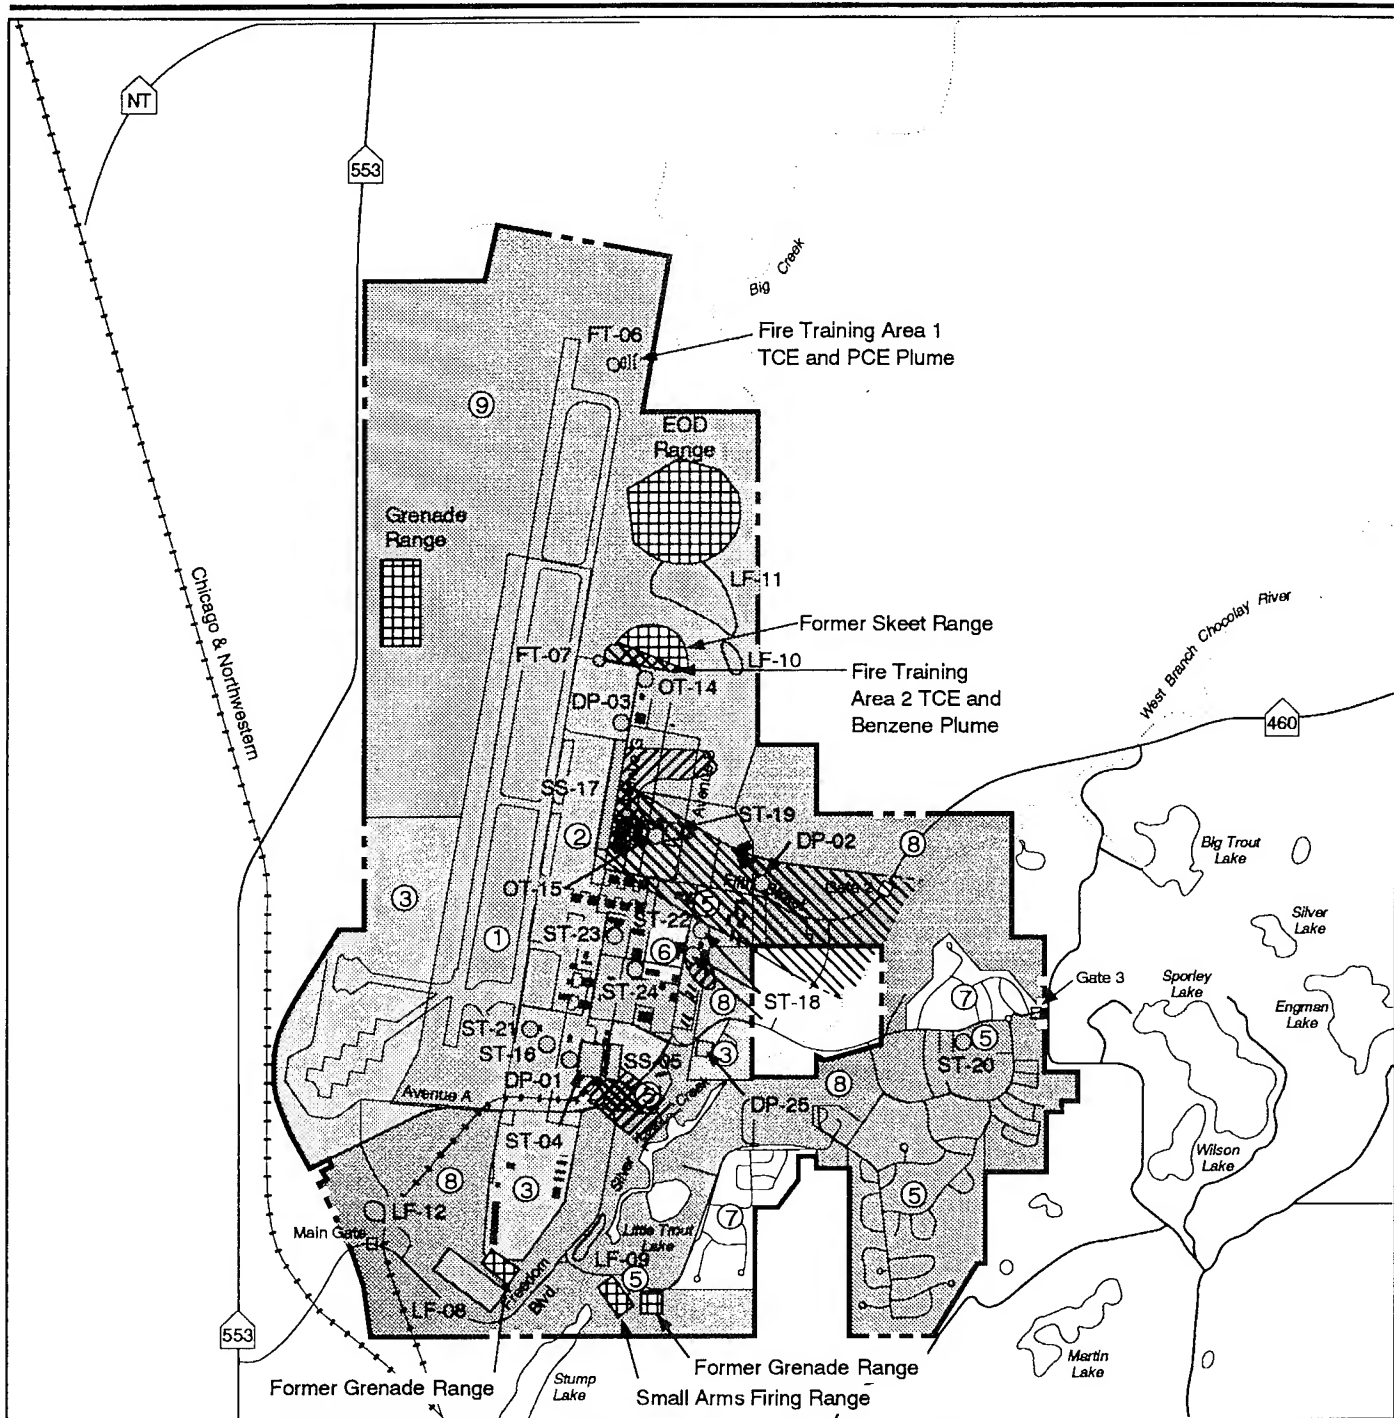 NT
553
Big Creek
FT-06
Fire Training Area 1
TCE and PCE Plume
9
EOD
Range
Grenade
Range
Chicago & Northwestern
LF-11
Former Skeet Range
West Branch Chocolay River
FT-07
LF-10
OT-14
Fire Training
Area 2 TCE and
Benzene Plume
DP-03
460
SS-17
ST-19
2
DP-02
8
Big Trout
Lake
OT-15
Gate 2
3
5
Silver
Lake
ST-22
1
ST-23
6
Sporley
Lake
Engman
Lake
ST-24
ST-18
8
7
Gate 3
ST-21
5
ST-16
SS-05
3
ST-20
DP-01
2
8
Avenue A
Creek
DP-25
ST-04
Wilson
Lake
8
3
Silver
5
LF-12
7
Main Gate
Little Trout
Lake
LF-09
5
Freedom
Blvd.
LF-08
553
Former Grenade Range
Martin
Lake
Former Grenade Range
Stump
Lake
Small Arms Firing Range